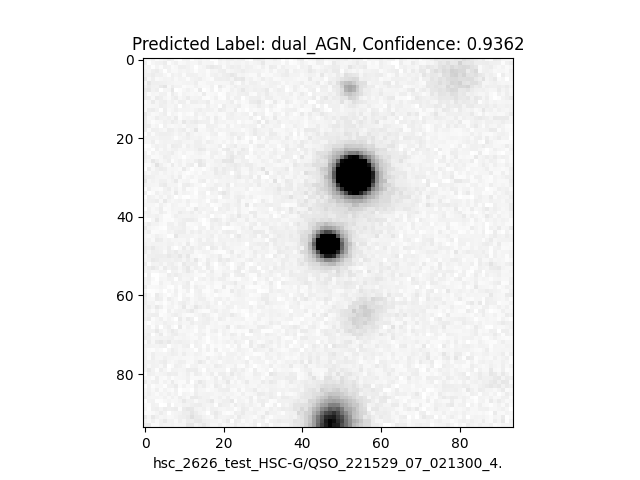 Predicted Label: dual_AGN, Confidence: 0.9362
0
20
40
60
80
0 20 40 60 80
hsc_2626_test_HSC-G/QSO_221529_07_021300_4.